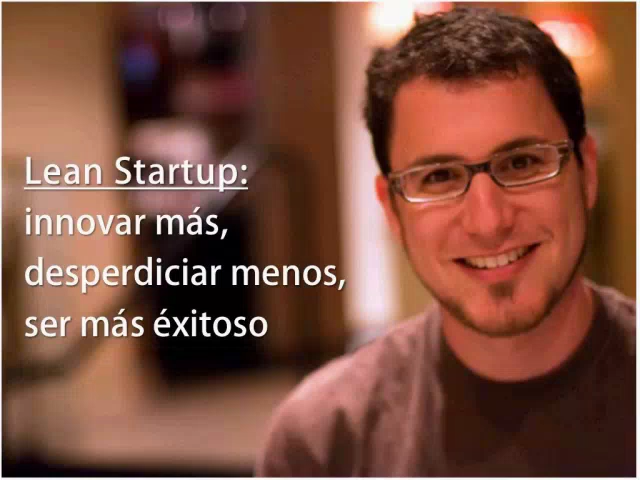 Lean Startup:
innovar más,
desperdiciar menos,
ser más éxitoso